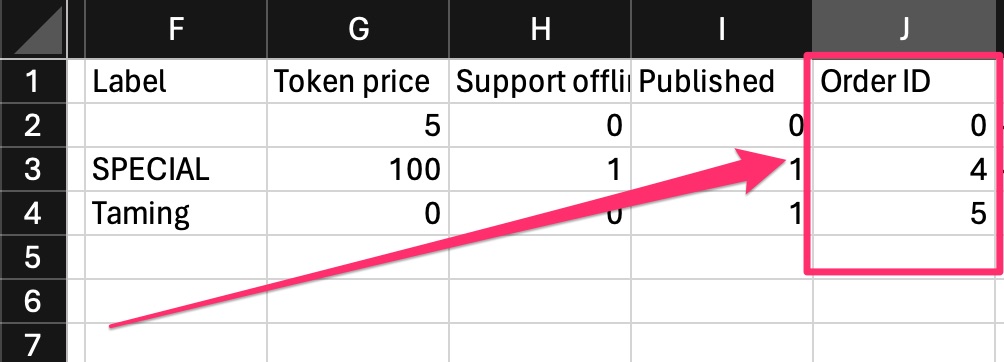 F G H I J
1 Label Token price Support offli Published Order ID
2 5 0 0 0
3 SPECIAL 100 1 1 4
4 Taming 0 0 1 5
5
6
7